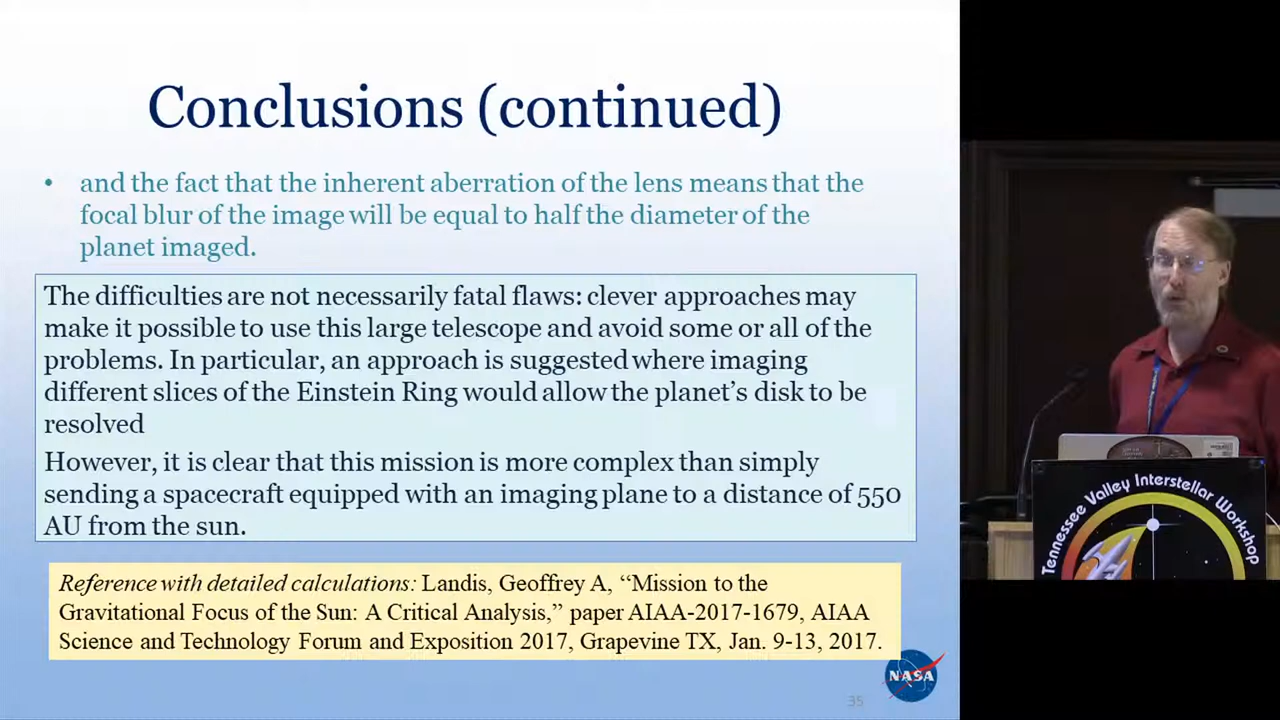 Conclusions (continued)
• and the fact that the inherent aberration of the lens means that the
focal blur of the image will be equal to half the diameter of the
planet imaged.
The difficulties are not necessarily fatal flaws: clever approaches may
make it possible to use this large telescope and avoid some or all of the
problems. In particular, an approach is suggested where imaging
different slices of the Einstein Ring would allow the planet’s disk to be
resolved
However, it is clear that this mission is more complex than simply
sending a spacecraft equipped with an imaging plane to a distance of 550
AU from the sun.
Reference with detailed calculations: Landis, Geoffrey A, “Mission to the
Gravitational Focus of the Sun: A Critical Analysis,” paper AIAA-2017-1679, AIAA
Science and Technology Forum and Exposition 2017, Grapevine TX, Jan. 9-13, 2017.
NASA
35
Tennessee Valley Interstellar Workshop